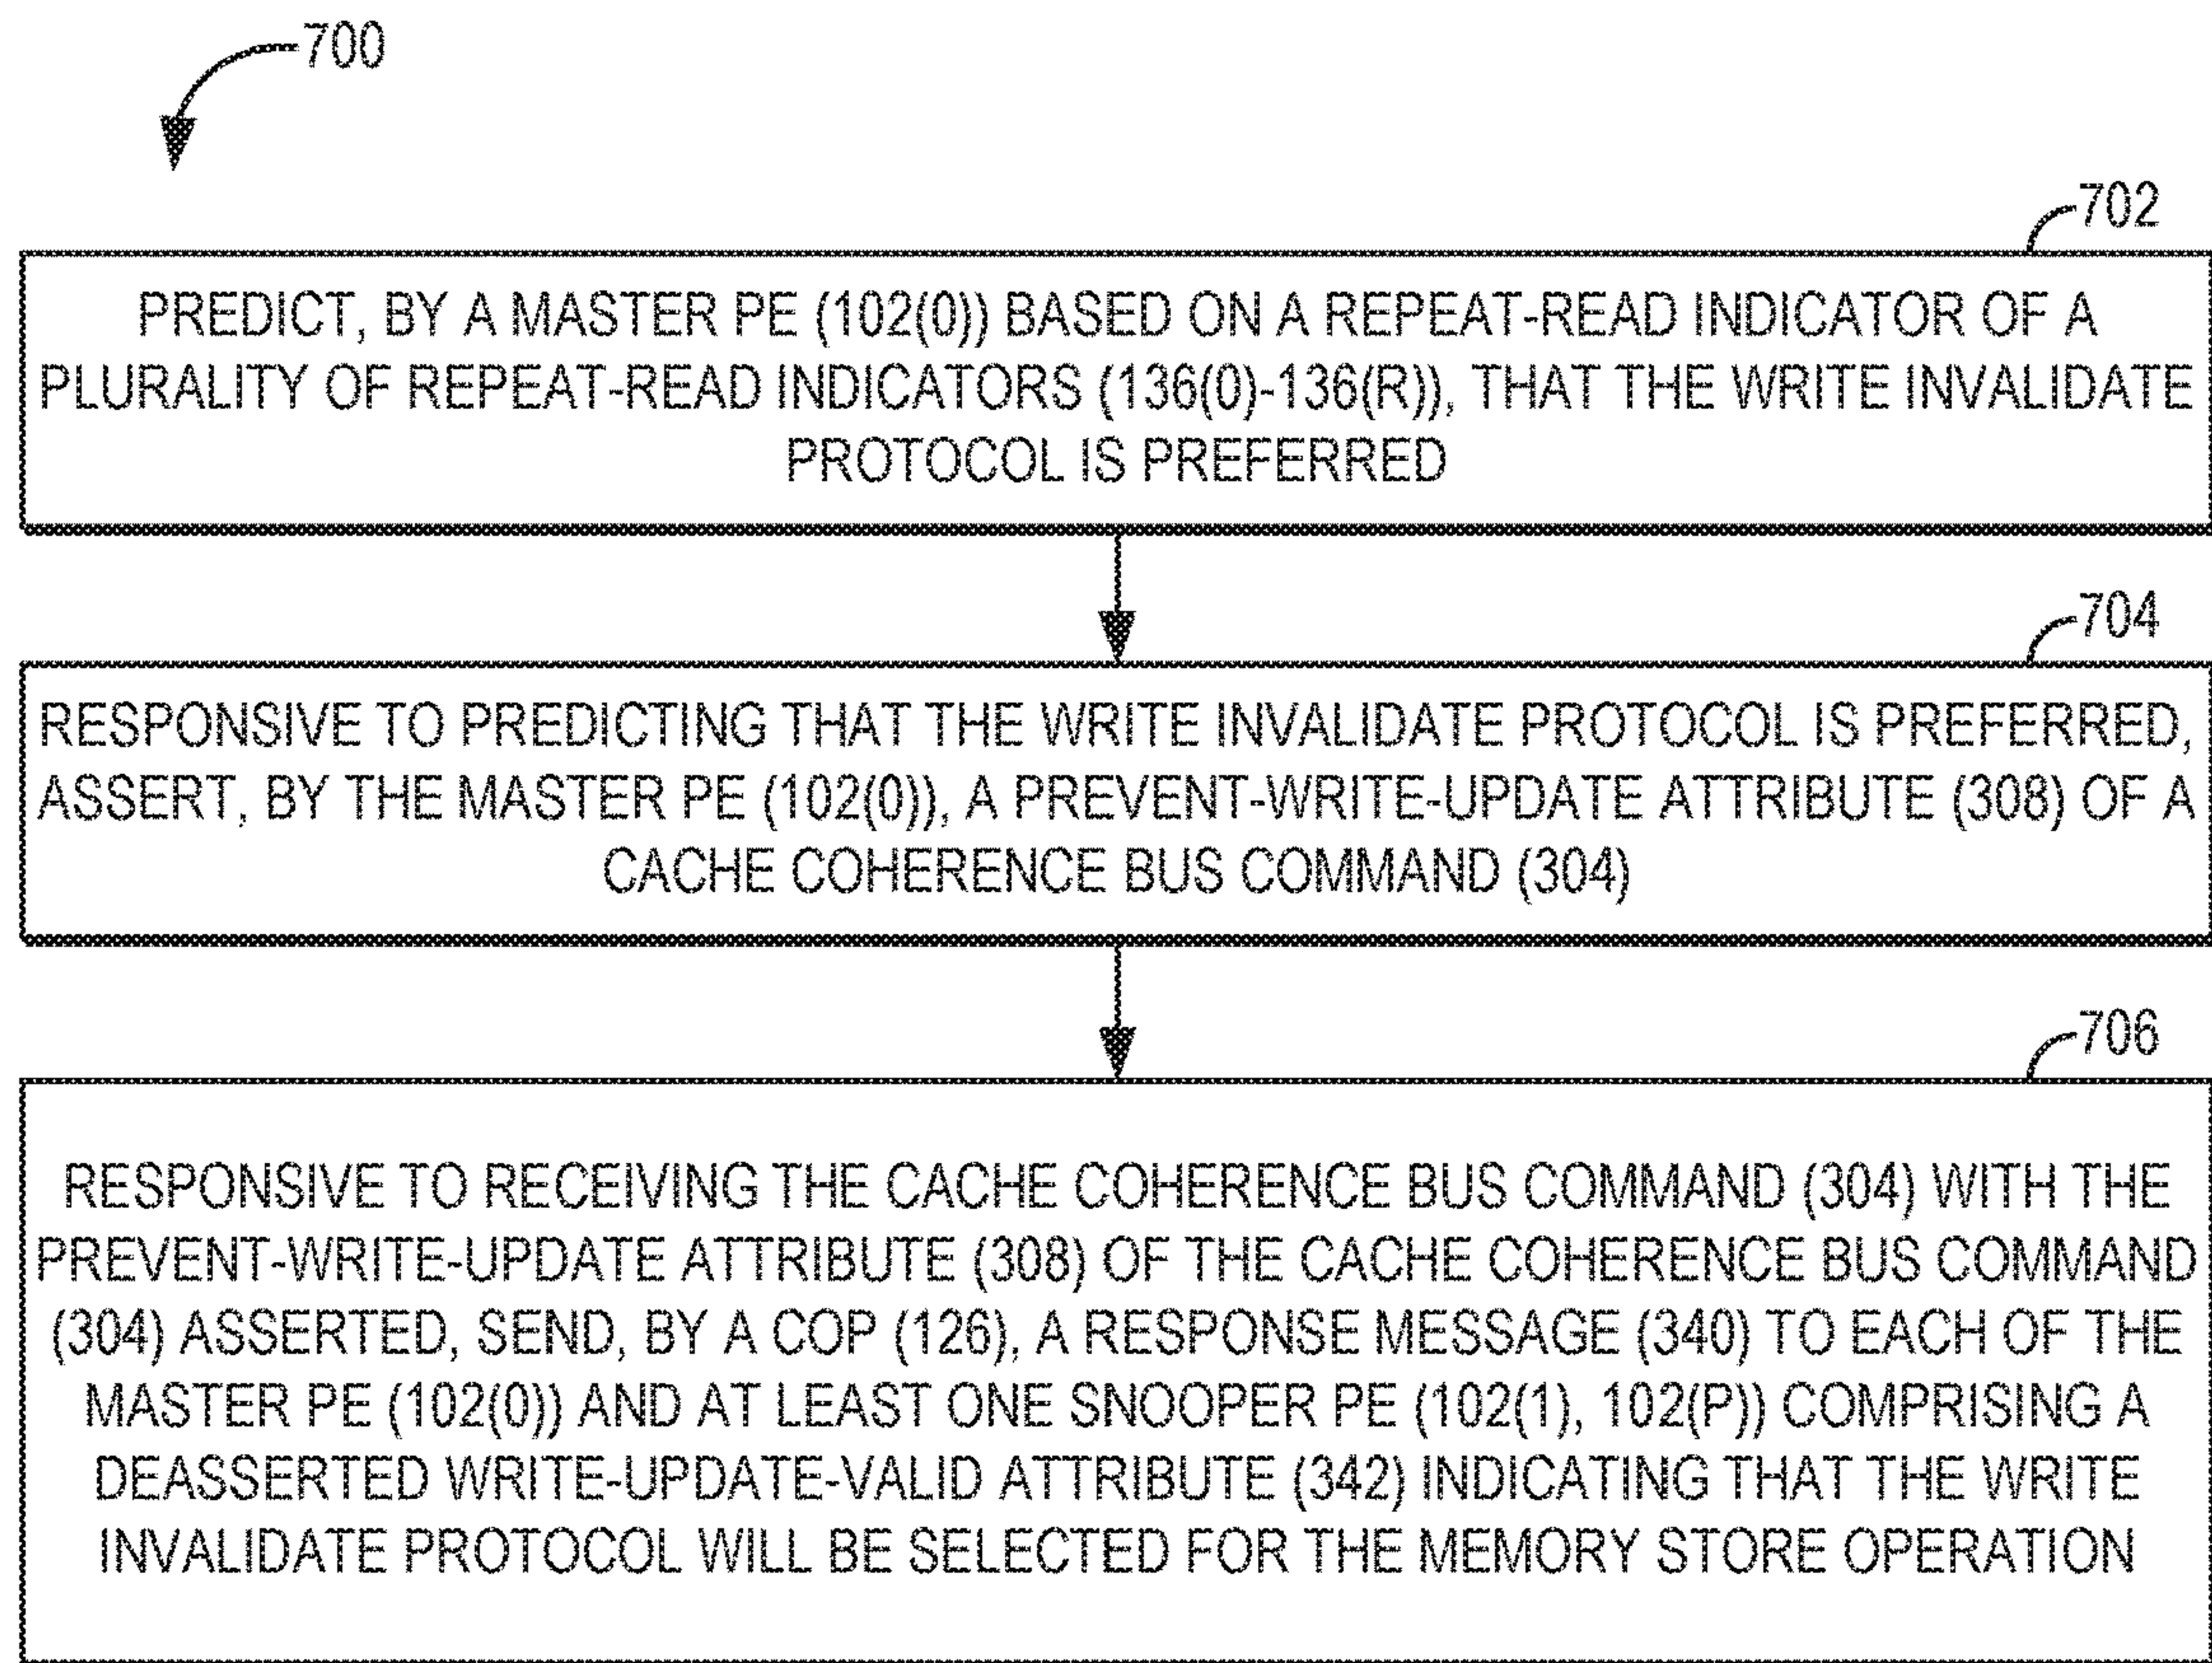 700
702
PREDICT, BY A MASTER PE (102(0)) BASED ON A REPEAT-READ INDICATOR OF A
PLURALITY OF REPEAT-READ INDICATORS (136(0)-136(R)), THAT THE WRITE INVALIDATE
PROTOCOL IS PREFERRED
704
RESPONSIVE TO PREDICTING THAT THE WRITE INVALIDATE PROTOCOL IS PREFERRED,
ASSERT, BY THE MASTER PE (102(0)), A PREVENT-WRITE-UPDATE ATTRIBUTE (308) OF A
CACHE COHERENCE BUS COMMAND (304)
706
RESPONSIVE TO RECEIVING THE CACHE COHERENCE BUS COMMAND (304) WITH THE
PREVENT-WRITE-UPDATE ATTRIBUTE (308) OF THE CACHE COHERENCE BUS COMMAND
(304) ASSERTED, SEND, BY A COP (126), A RESPONSE MESSAGE (340) TO EACH OF THE
MASTER PE (102(0)) AND AT LEAST ONE SNOOPER PE (102(1), 102(P)) COMPRISING A
DEASSERTED WRITE-UPDATE-VALID ATTRIBUTE (342) INDICATING THAT THE WRITE
INVALIDATE PROTOCOL WILL BE SELECTED FOR THE MEMORY STORE OPERATION